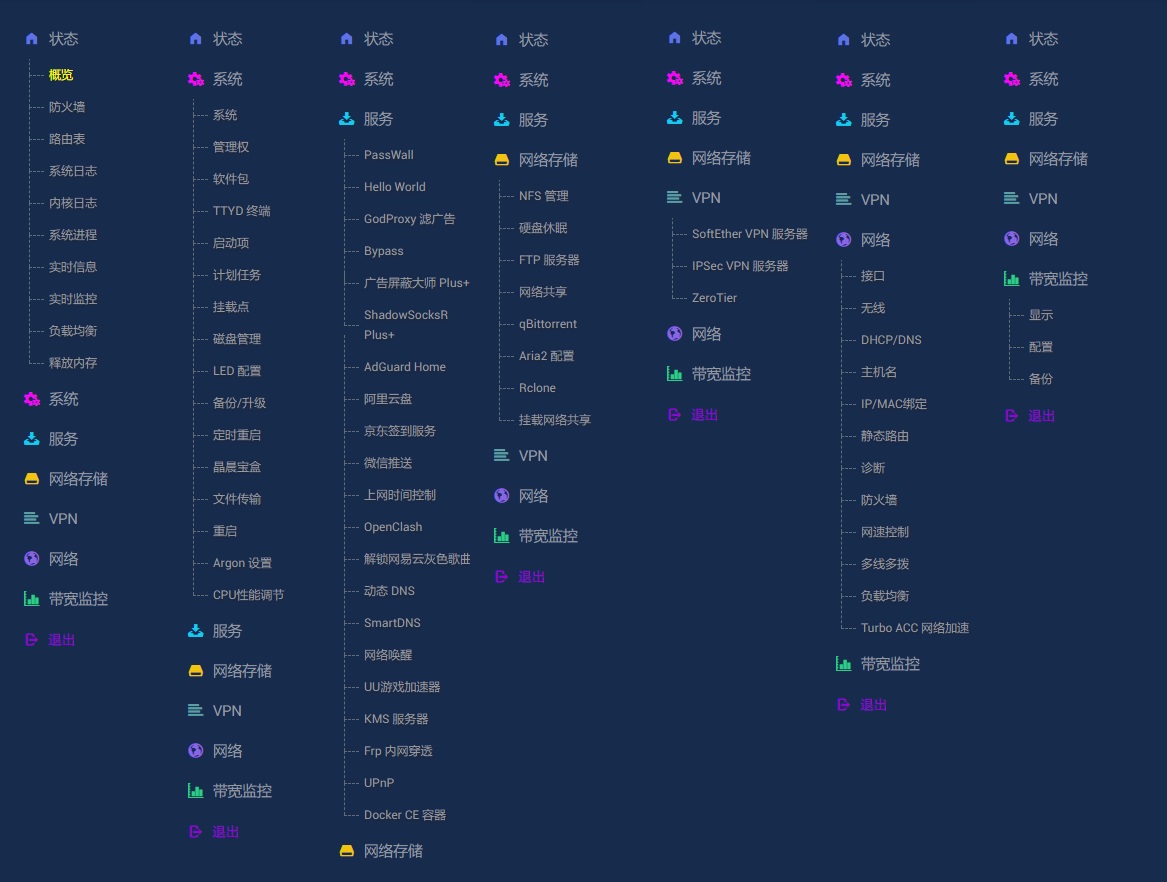 状态
概览
防火墙
路由表
系统日志
内核日志
系统进程
实时信息
实时监控
负载均衡
释放内存
系统
服务
网络存储
VPN
网络
带宽监控
退出
状态
系统
系统
管理权
软件包
TTYD 终端
启动项
计划任务
挂载点
磁盘管理
LED 配置
备份/升级
定时重启
晶晨宝盒
文件传输
重启
Argon 设置
CPU性能调节
服务
网络存储
VPN
网络
带宽监控
退出
状态
系统
服务
PassWall
Hello World
GodProxy 滤广告
Bypass
广告屏蔽大师 Plus+
ShadowSocksR
Plus+
AdGuard Home
阿里云盘
京东签到服务
微信推送
上网时间控制
OpenClash
解锁网易云灰色歌曲
动态 DNS
SmartDNS
网络唤醒
UU游戏加速器
KMS 服务器
Frp 内网穿透
UPnP
Docker CE 容器
网络存储
状态
系统
服务
网络存储
NFS 管理
硬盘休眠
FTP 服务器
网络共享
qBittorrent
Aria2 配置
Rclone
挂载网络共享
VPN
网络
带宽监控
退出
状态
系统
服务
网络存储
VPN
SoftEther VPN 服务器
IPSec VPN 服务器
ZeroTier
网络
带宽监控
退出
状态
系统
服务
网络存储
VPN
网络
接口
无线
DHCP/DNS
主机名
IP/MAC绑定
静态路由
诊断
防火墙
网速控制
多线多拨
负载均衡
Turbo ACC 网络加速
带宽监控
退出
状态
系统
服务
网络存储
VPN
网络
带宽监控
显示
配置
备份
退出